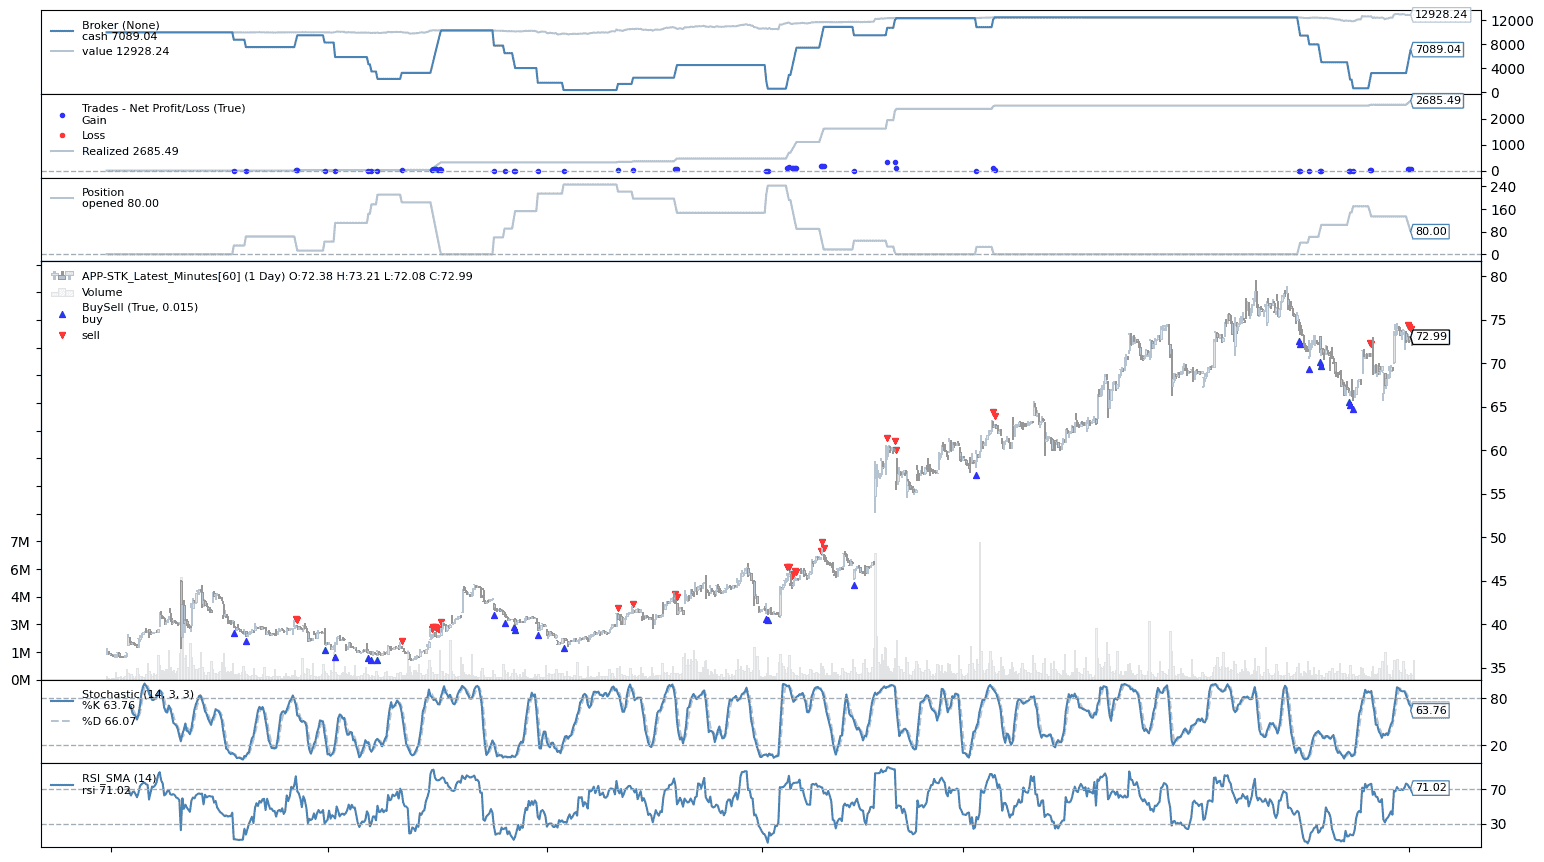 Broker (None)
cash 7089.04
value 12928.24
12928.24
7089.04
12000
8000
4000
0
Trades - Net Profit/Loss (True)
Gain
Loss
Realized 2685.49
2685.49
2000
1000
0
Position
opened 80.00
80.00
240
160
80
0
APP-STK_Latest_Minutes[60] (1 Day) O:72.38 H:73.21 L:72.08 C:72.99
Volume
BuySell (True, 0.015)
buy
sell
72.99
80
75
70
65
60
55
50
45
40
35
7M
6M
4M
3M
1M
0M
Stochastic (14, 3, 3)
%K 63.76
%D 66.07
63.76
80
20
RSI_SMA (14)
rsi 71.02
71.02
70
30